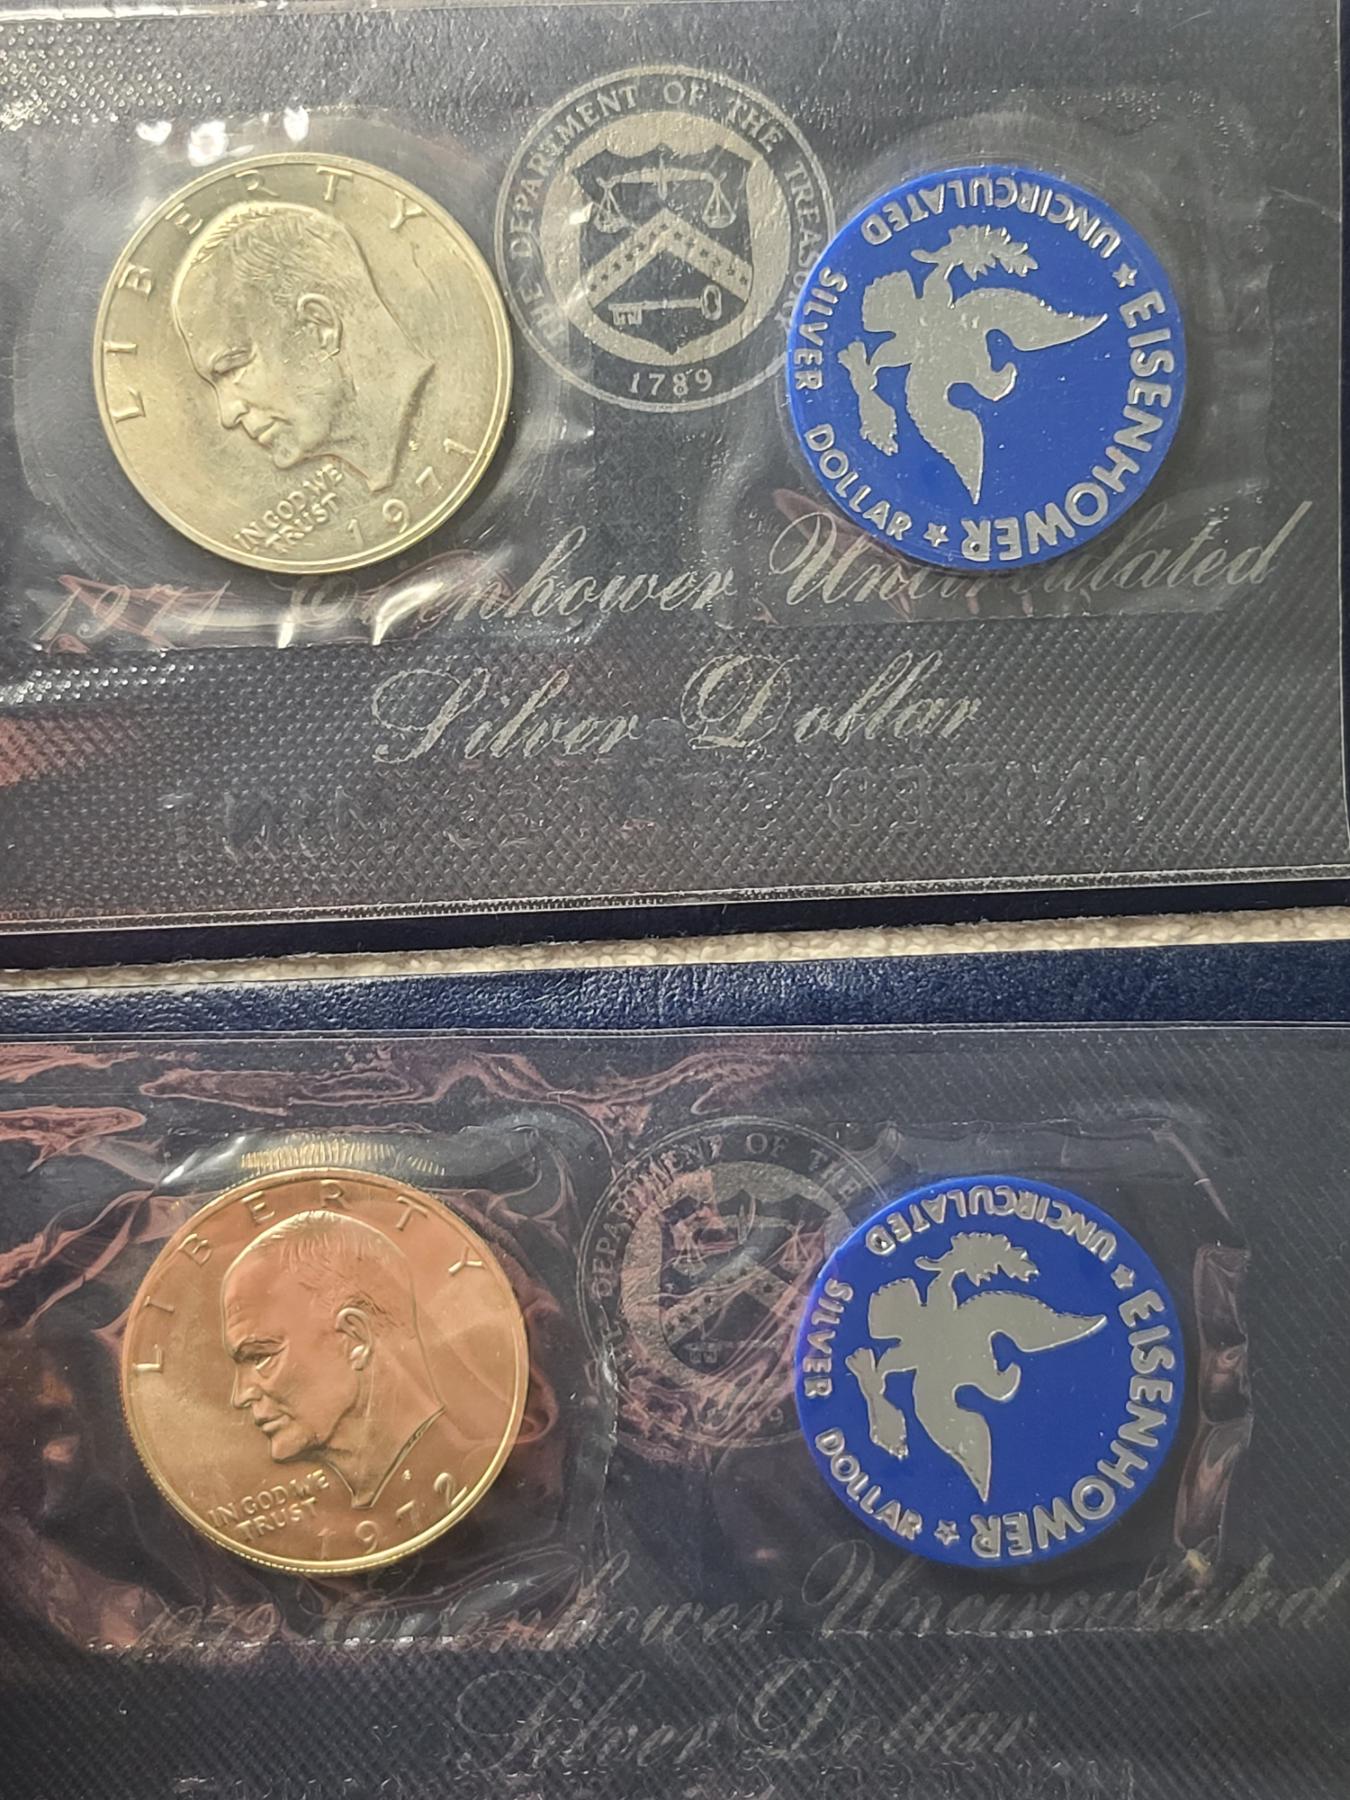 LIBERTY
IN GOD WE
TRUST
1971
S
THE DEPARTMENT OF THE TREASURY
1789
EISENHOWER
UNCIRCULATED
SILVER DOLLAR
1971 Eisenhower Uncirculated
Silver Dollar
LIBERTY
IN GOD WE
TRUST
1972
S
THE DEPARTMENT OF THE
EISENHOWER
UNCIRCULATED
SILVER DOLLAR
1972 Eisenhower Uncirculated
Silver Dollar